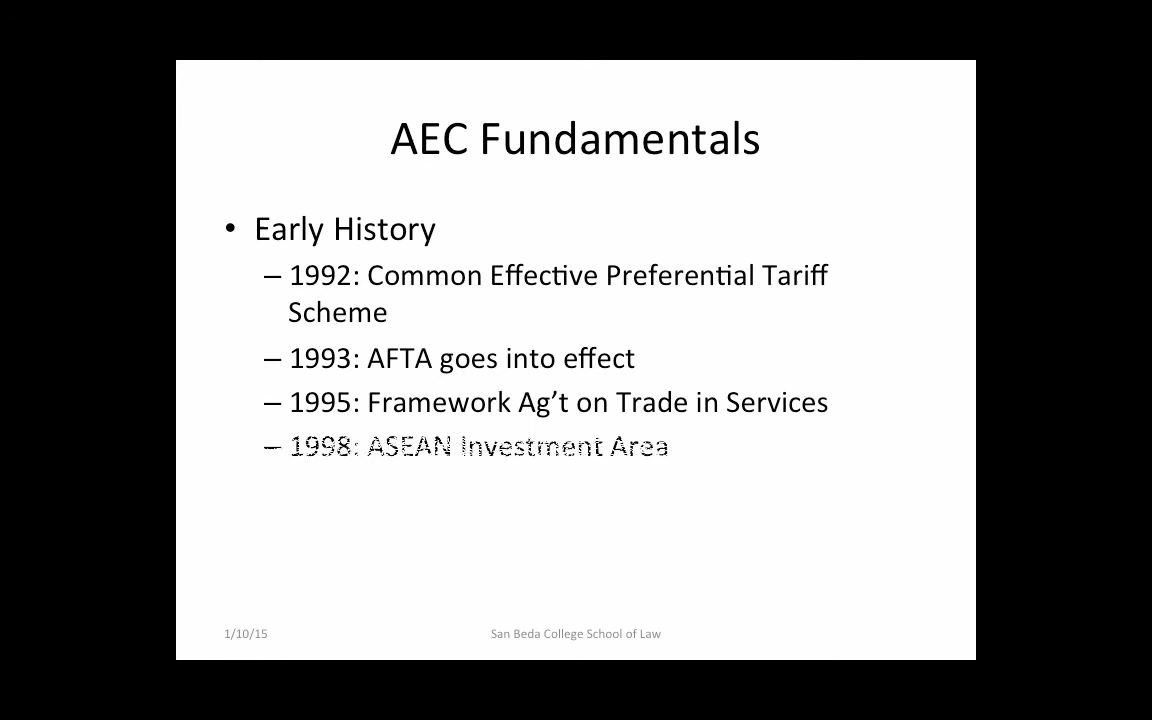 AEC Fundamentals
• Early History
– 1992: Common Effective Preferential Tariff
Scheme
– 1993: AFTA goes into effect
– 1995: Framework Ag’t on Trade in Services
– 1998: ASEAN Investment Area
1/10/15
San Beda College School of Law